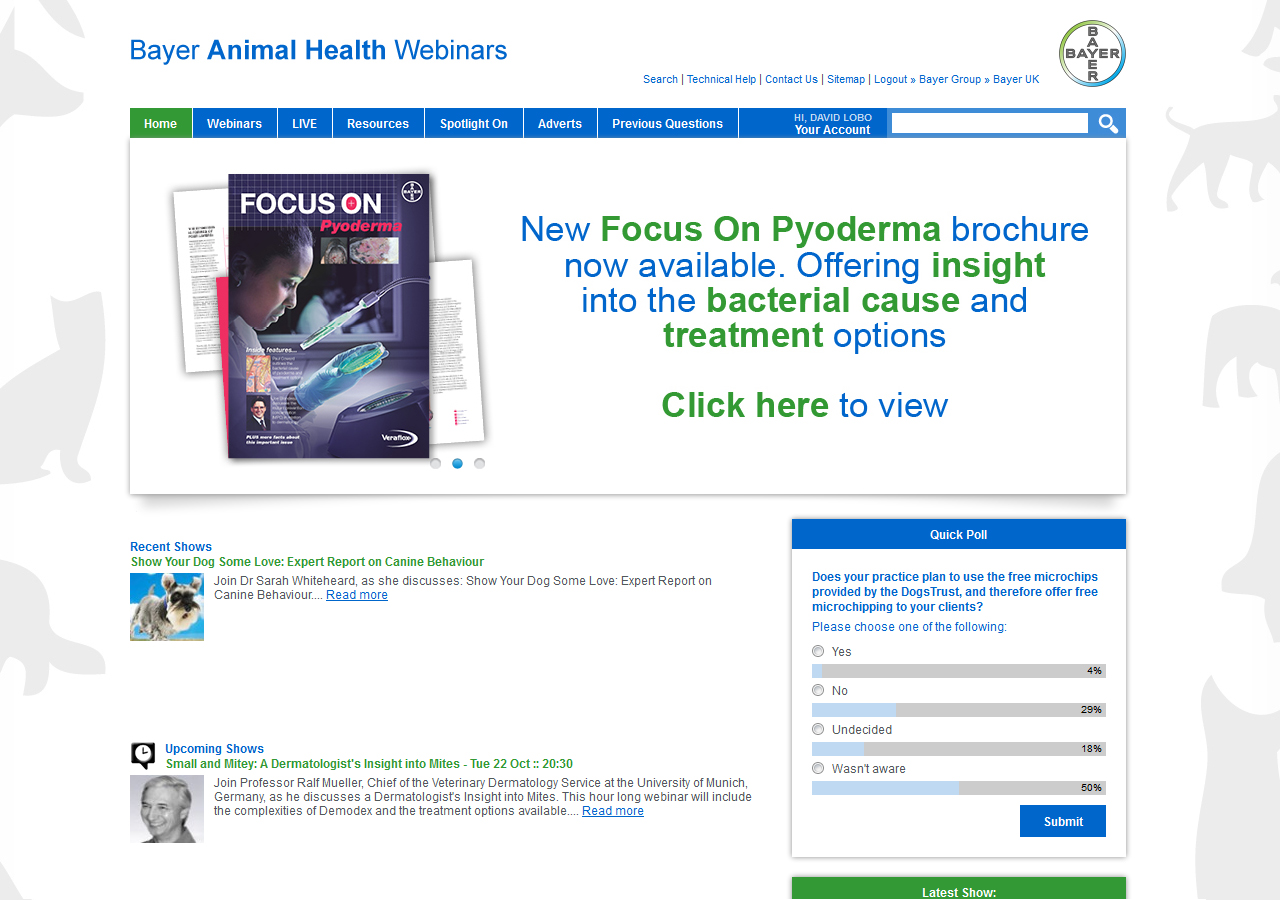 Bayer Animal Health Webinars
BAYER
BAYER
Search | Technical Help | Contact Us | Sitemap | Logout » Bayer Group » Bayer UK
Home Webinars LIVE Resources Spotlight On Adverts Previous Questions
HI, DAVID LOBO
Your Account
FOCUS ON
Pyoderma
Inside features...
PLUS more facts about
this important issue
Veraflox
New Focus On Pyoderma brochure
now available. Offering insight
into the bacterial cause and
treatment options
Click here to view
Recent Shows
Show Your Dog Some Love: Expert Report on Canine Behaviour
Join Dr Sarah Whiteheard, as she discusses: Show Your Dog Some Love: Expert Report on
Canine Behaviour.... Read more
Upcoming Shows
Small and Mitey: A Dermatologist's Insight into Mites - Tue 22 Oct :: 20:30
Join Professor Ralf Mueller, Chief of the Veterinary Dermatology Service at the University of Munich,
Germany, as he discusses a Dermatologist's Insight into Mites. This hour long webinar will include
the complexities of Demodex and the treatment options available.... Read more
Quick Poll
Does your practice plan to use the free microchips
provided by the DogsTrust, and therefore offer free
microchipping to your clients?
Please choose one of the following:
Yes
4%
No
29%
Undecided
18%
Wasn't aware
50%
Submit
Latest Show: